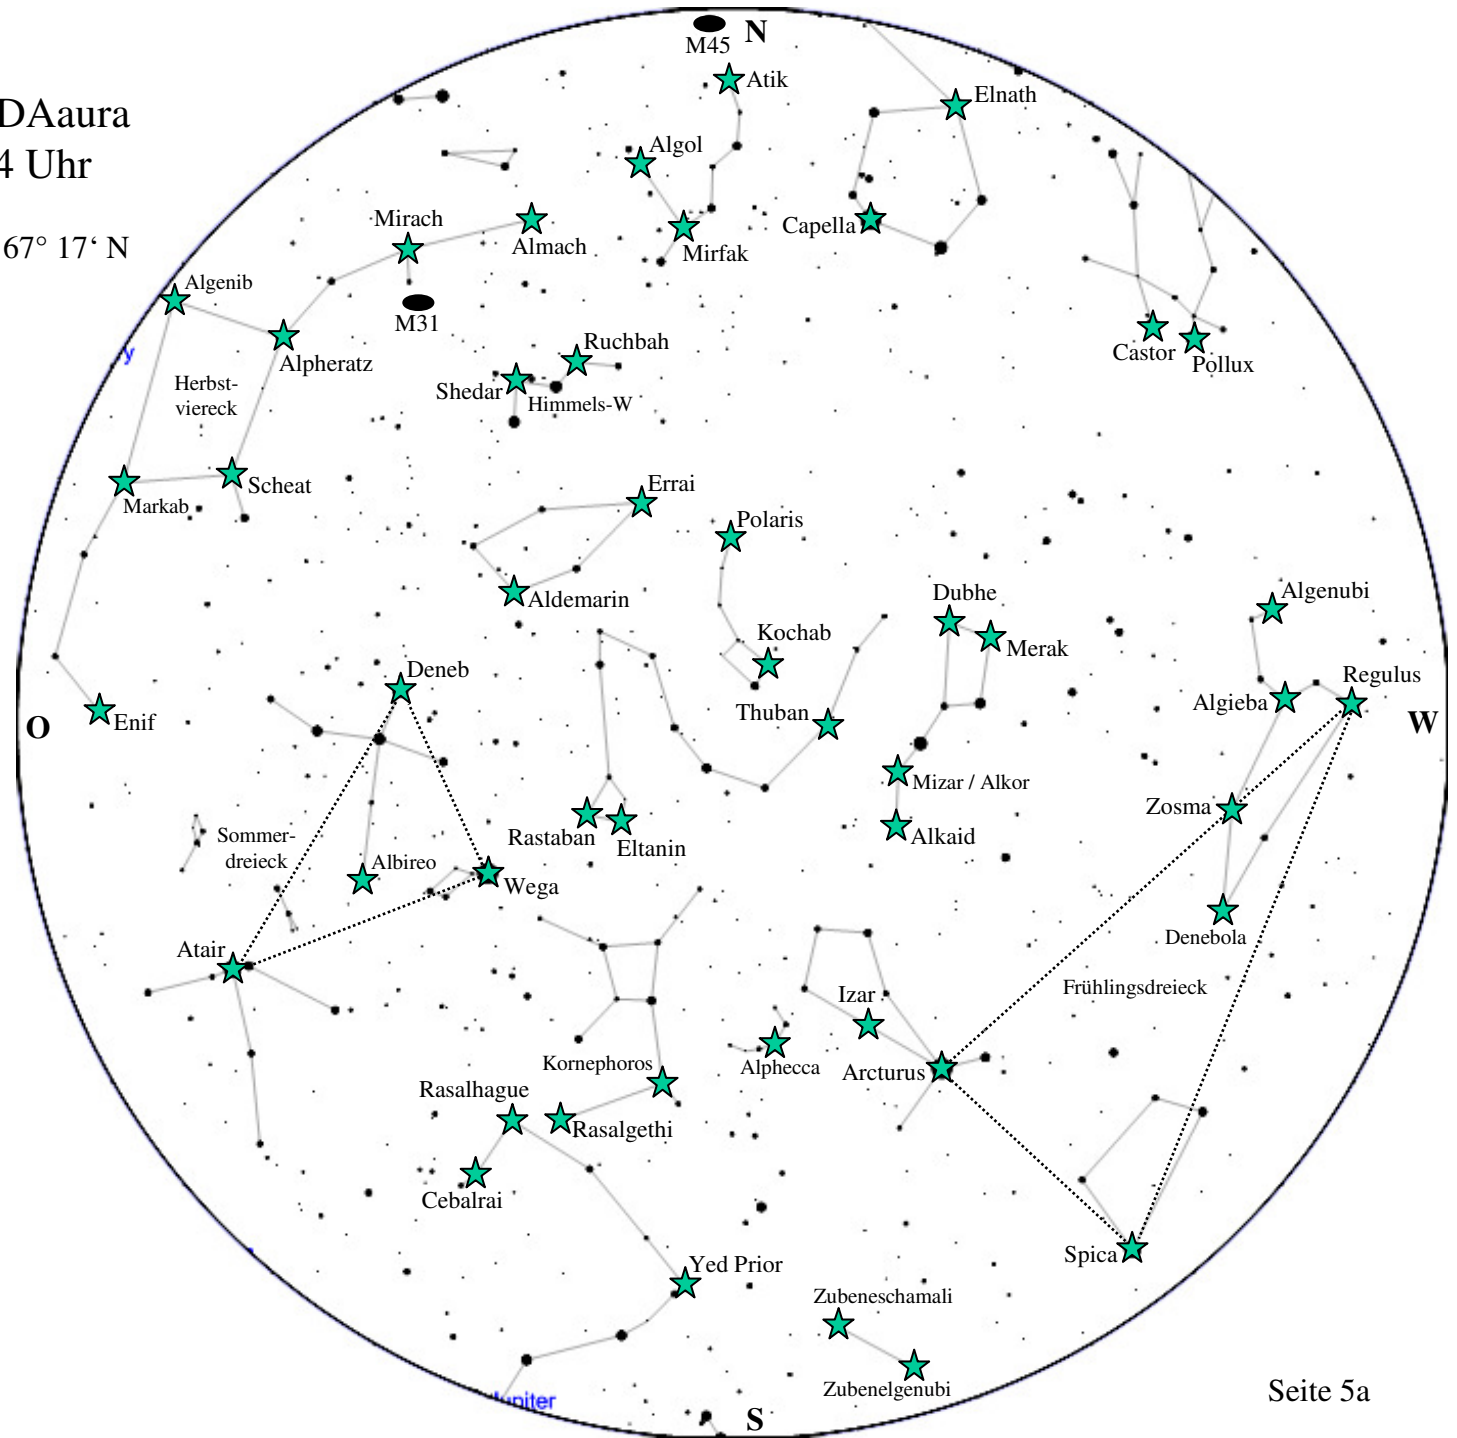 M45
N
Atik
Elnath
DAaura
4 Uhr
67° 17‘ N
Algol
Mirach
Almach
Capella
Mirfak
Algenib
M31
Alpheratz
Ruchbah
Castor
Pollux
Herbst-
viereck
Shedar
Himmels-W
Markab
Scheat
Errai
Polaris
Aldemarin
Dubhe
Algenubi
Kochab
Merak
Deneb
Regulus
Algieba
Enif
O
Thuban
W
Mizar / Alkor
Zosma
Sommer-
dreieck
Rastaban
Eltanin
Alkaid
Albireo
Wega
Denebola
Atair
Frühlingsdreieck
Izar
Kornephoros
Alphecca
Arcturus
Rasalhague
Rasalgethi
Cebalrai
Spica
Yed Prior
Zubeneschamali
Zubenelgenubi
Jupiter
Seite 5a
S